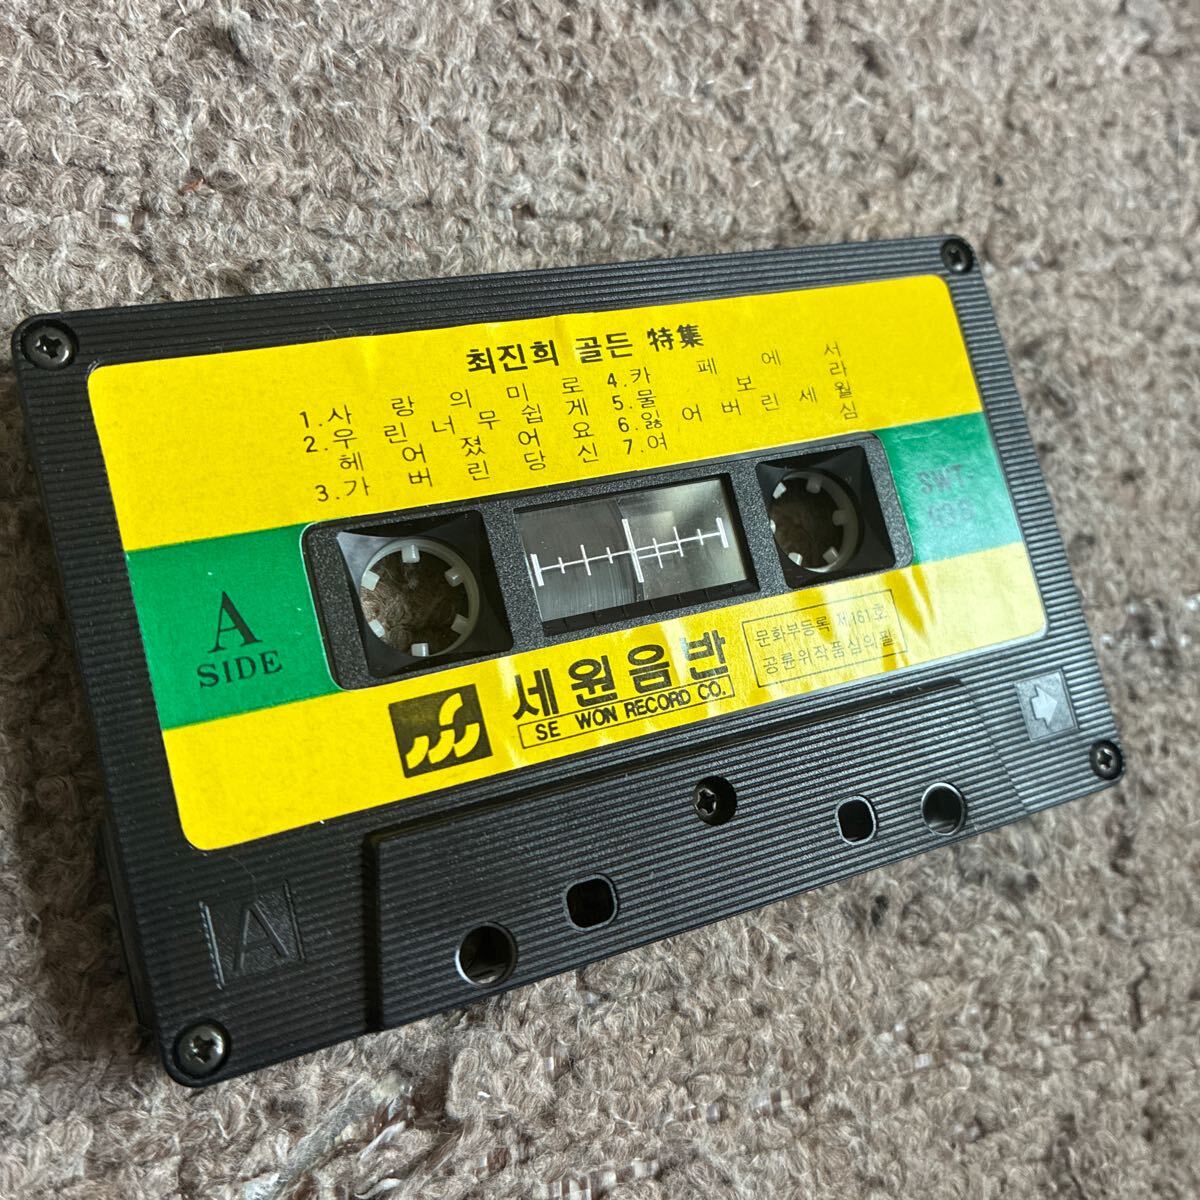 최진희 골든 特集
1.사랑의미로
2.우린너무쉽게
헤어졌어요
3.가버린당신
4.카페에서
5.물보라
6.잃어버린세월
7.여심
A
SIDE
SWT
세원음반
SE WON RECORD CO.
문화부등록 제161호
공륜위작품심의필
A